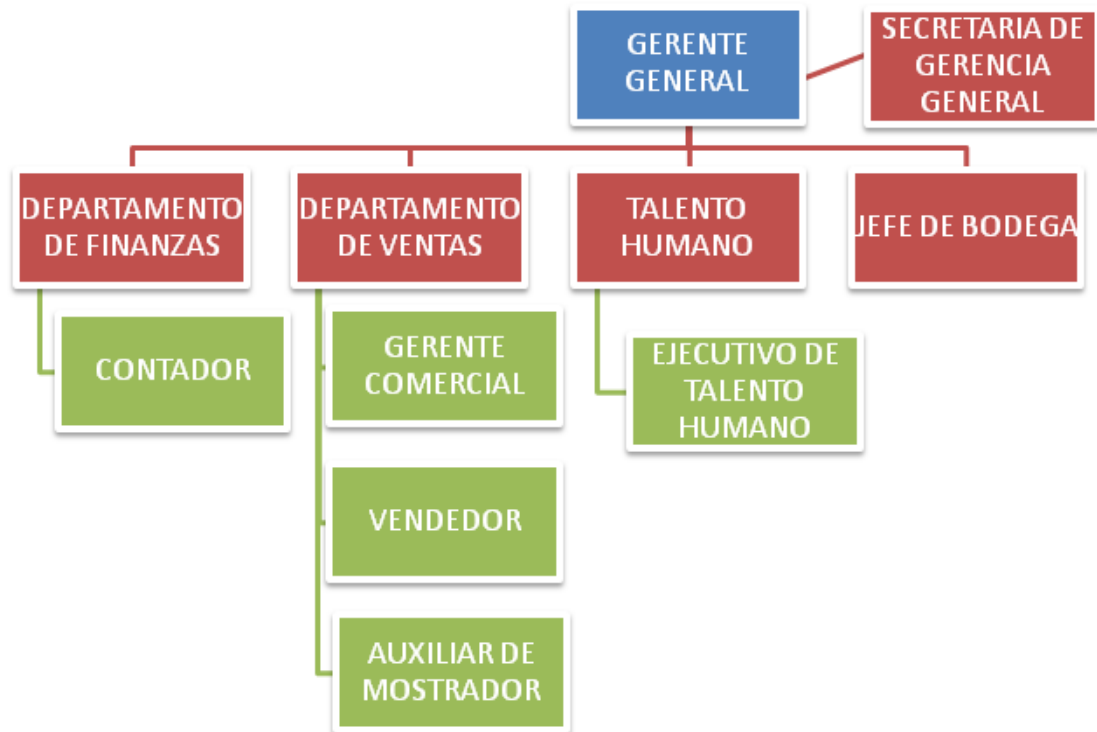 GERENTE
GENERAL
SECRETARIA DE
GERENCIA
GENERAL
DEPARTAMENTO
DE FINANZAS
DEPARTAMENTO
DE VENTAS
TALENTO
HUMANO
JEFE DE BODEGA
CONTADOR
GERENTE
COMERCIAL
EJECUTIVO DE
TALENTO
HUMANO
VENDEDOR
AUXILIAR DE
MOSTRADOR